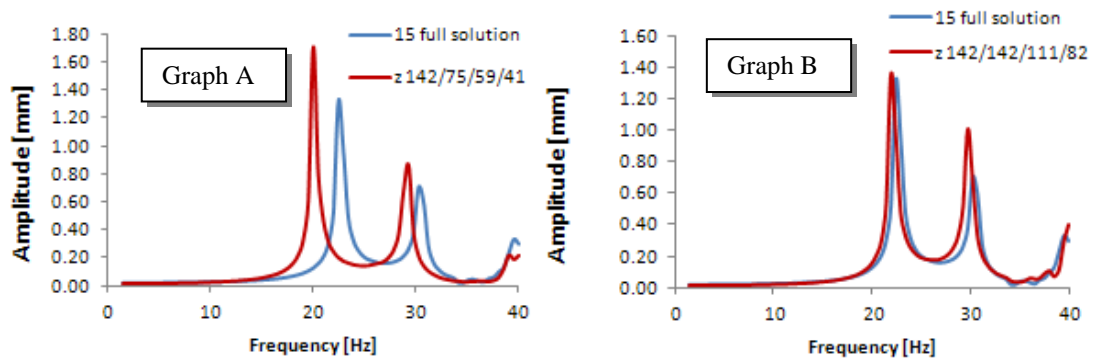 Graph A
15 full solution
z 142/75/59/41
Amplitude [mm]
1.80
1.60
1.40
1.20
1.00
0.80
0.60
0.40
0.20
0.00
0
10
20
30
40
Frequency [Hz]
Graph B
15 full solution
z 142/142/111/82
Amplitude [mm]
1.60
1.40
1.20
1.00
0.80
0.60
0.40
0.20
0.00
0
10
20
30
40
Frequency [Hz]